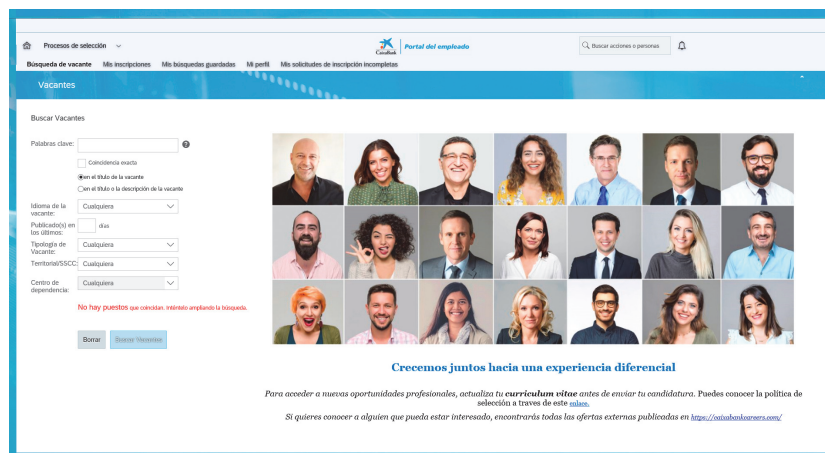 Procesos de selección
CaixaBank
Portal del empleado
Buscar acciones o personas
Búsqueda de vacante Mis inscripciones Mis búsquedas guardadas Mi perfil Mis solicitudes de inscripción incompletas
Vacantes
Buscar Vacantes
Palabras clave:
Coincidencia exacta
en el título de la vacante
en el título o la descripción de la vacante
Idioma de la
vacante:
Cualquiera
Publicado(s) en
los últimos:
días
Tipología de
Vacante:
Cualquiera
Territorial/SSCC:
Cualquiera
Centro de
dependencia:
Cualquiera
No hay puestos que coincidan. Inténtelo ampliando la búsqueda.
Borrar Buscar Vacantes
Crecemos juntos hacia una experiencia diferencial
Para acceder a nuevas oportunidades profesionales, actualiza tu curriculum vitae antes de enviar tu candidatura. Puedes conocer la política de
selección a traves de este enlace.
Si quieres conocer a alguien que pueda estar interesado, encontrarás todas las ofertas externas publicadas en https://caixabankcareers.com/